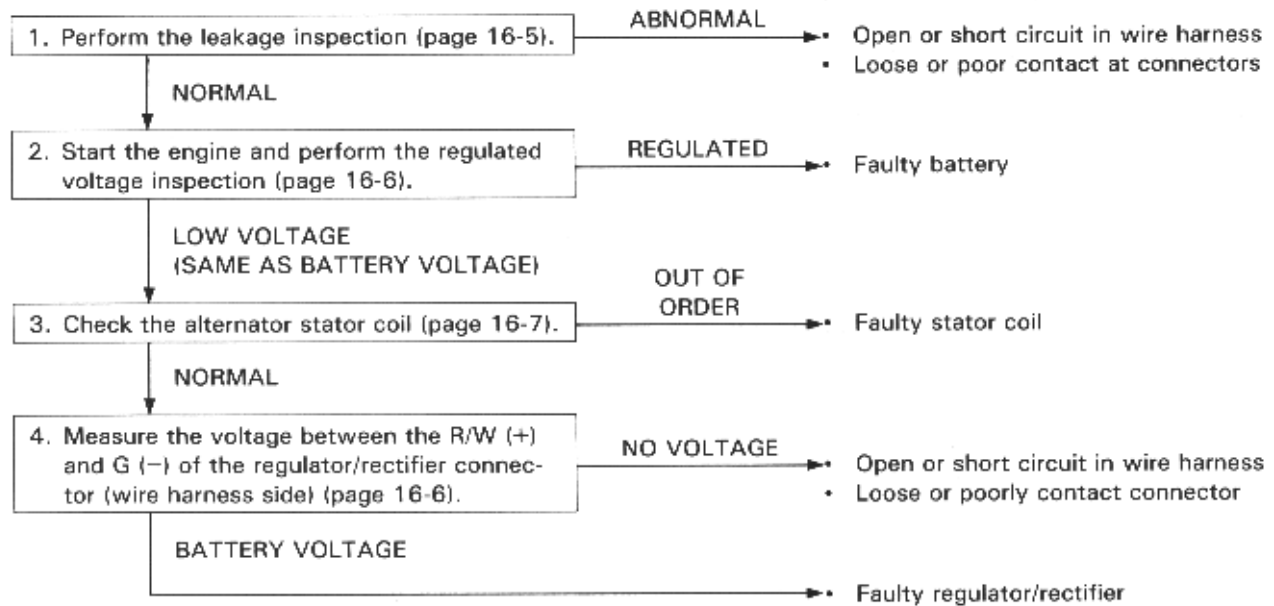 1. Perform the leakage inspection (page 16-5).
ABNORMAL
• Open or short circuit in wire harness
• Loose or poor contact at connectors
NORMAL
2. Start the engine and perform the regulated
voltage inspection (page 16-6).
REGULATED
• Faulty battery
LOW VOLTAGE
(SAME AS BATTERY VOLTAGE)
3. Check the alternator stator coil (page 16-7).
OUT OF
ORDER
• Faulty stator coil
NORMAL
4. Measure the voltage between the R/W (+)
and G (−) of the regulator/rectifier connec-
tor (wire harness side) (page 16-6).
NO VOLTAGE
• Open or short circuit in wire harness
• Loose or poorly contact connector
BATTERY VOLTAGE
• Faulty regulator/rectifier